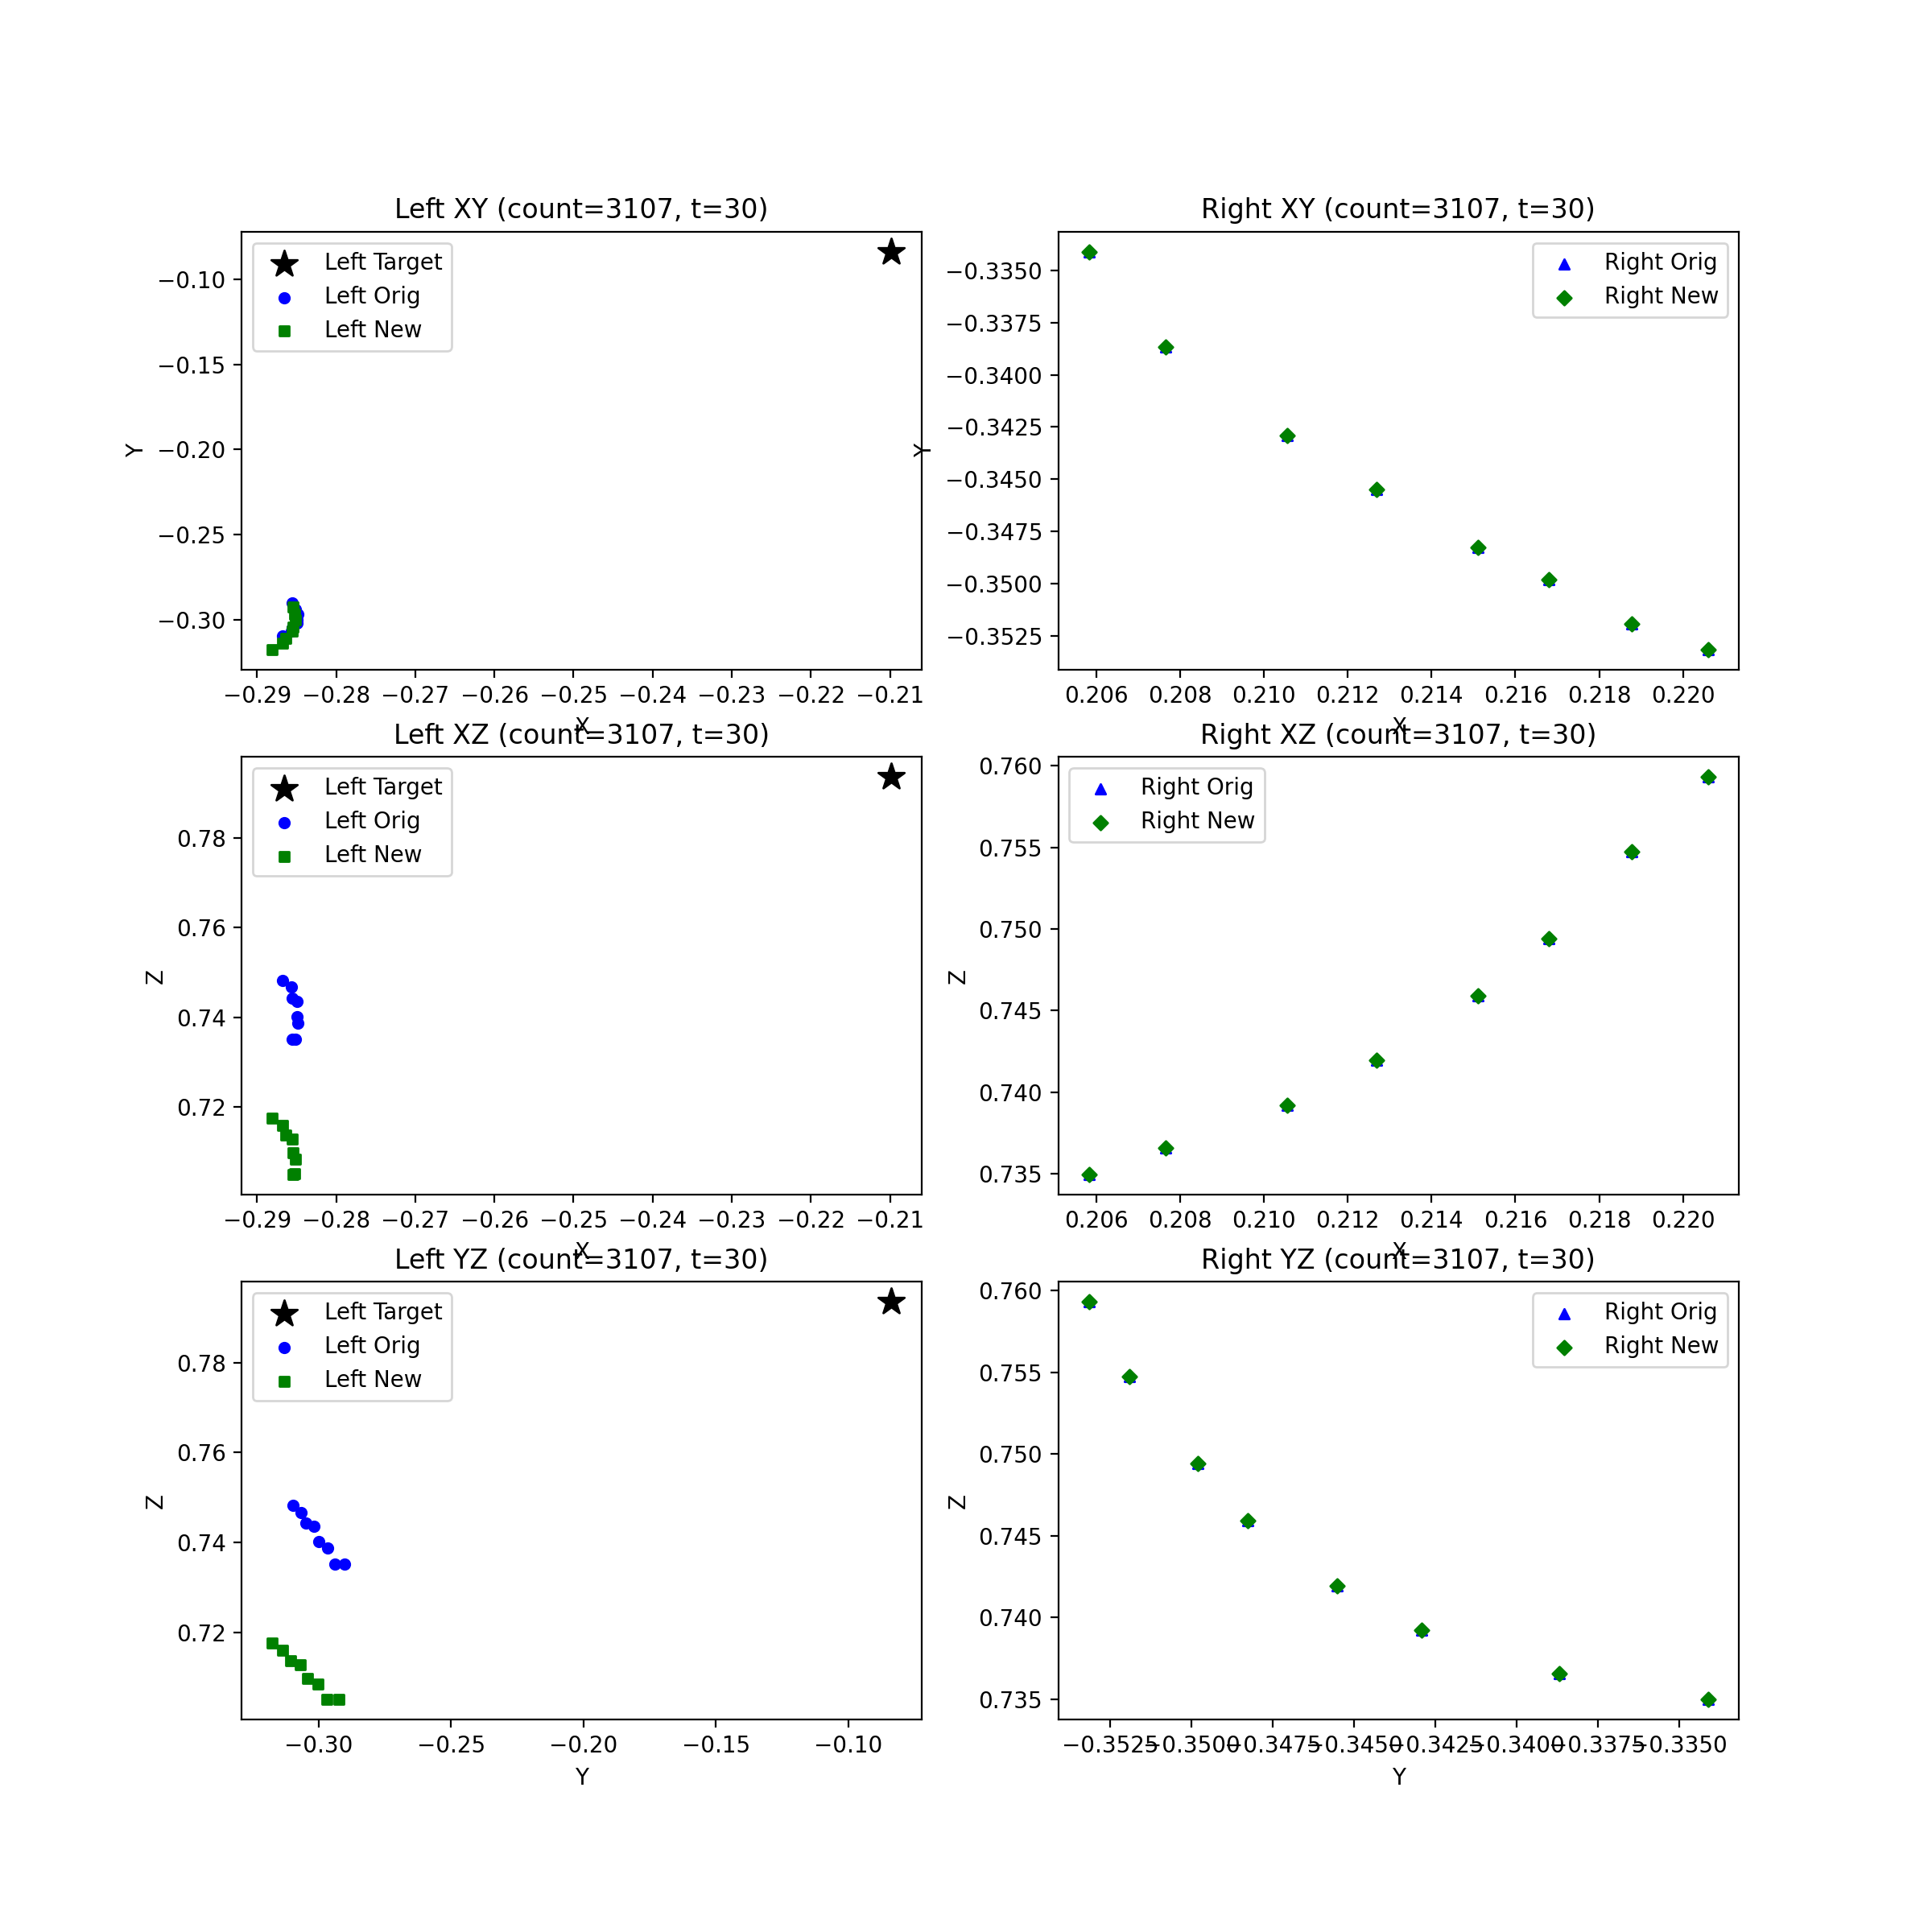 Left XY (count=3107, t=30)
Left Target
Left Orig
Left New
−0.10
−0.15
−0.20
−0.25
−0.30
Y
−0.29 −0.28 −0.27 −0.26 −0.25 −0.24 −0.23 −0.22 −0.21
X
Right XY (count=3107, t=30)
Right Orig
Right New
−0.3350
−0.3375
−0.3400
−0.3425
−0.3450
−0.3475
−0.3500
−0.3525
Y
0.206 0.208 0.210 0.212 0.214 0.216 0.218 0.220
X
Left XZ (count=3107, t=30)
Left Target
Left Orig
Left New
0.78
0.76
0.74
0.72
Z
−0.29 −0.28 −0.27 −0.26 −0.25 −0.24 −0.23 −0.22 −0.21
X
Right XZ (count=3107, t=30)
Right Orig
Right New
0.760
0.755
0.750
0.745
0.740
0.735
Z
0.206 0.208 0.210 0.212 0.214 0.216 0.218 0.220
X
Left YZ (count=3107, t=30)
Left Target
Left Orig
Left New
0.78
0.76
0.74
0.72
Z
−0.30 −0.25 −0.20 −0.15 −0.10
Y
Right YZ (count=3107, t=30)
Right Orig
Right New
0.760
0.755
0.750
0.745
0.740
0.735
Z
−0.3525 −0.3500 −0.3475 −0.3450 −0.3425 −0.3400 −0.3375 −0.3350
Y